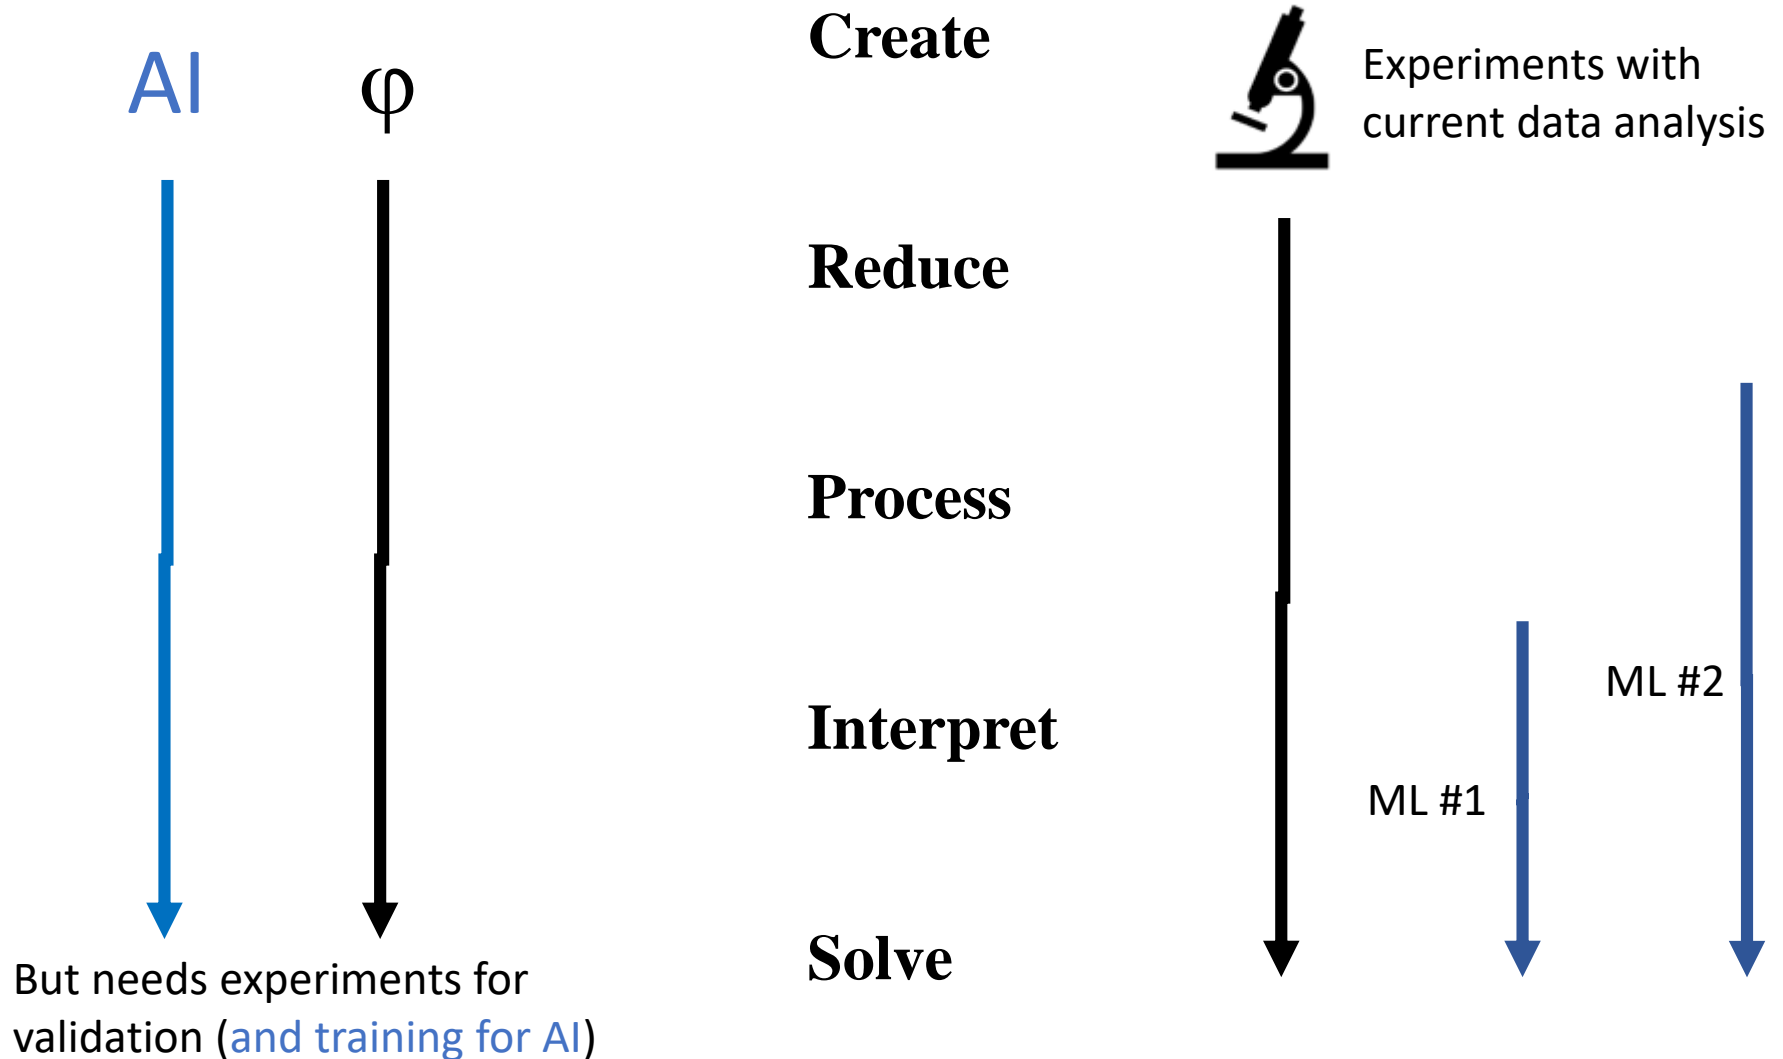 AI
φ
Create
Experiments with
current data analysis
Reduce
Process
ML #2
Interpret
ML #1
Solve
But needs experiments for
validation (and training for AI)